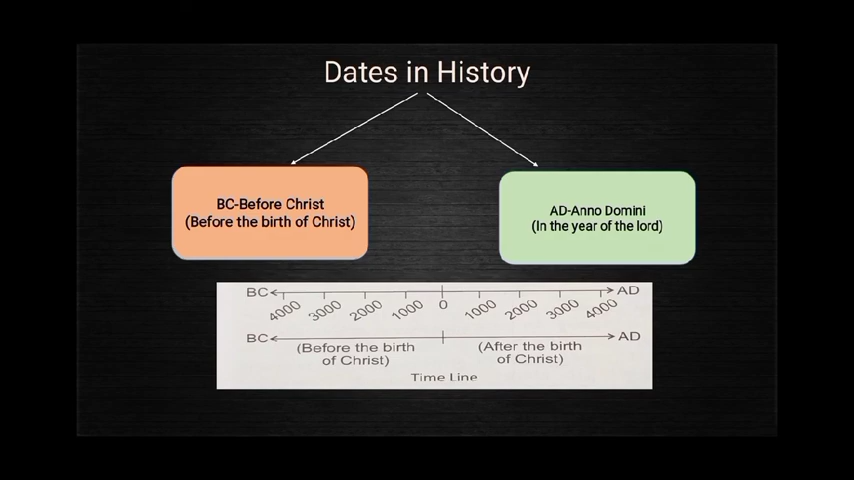 Dates in History
BC-Before Christ
(Before the birth of Christ)
AD-Anno Domini
(In the year of the lord)
BC AD
4000 3000 2000 1000 0 1000 2000 3000 4000
BC AD
(Before the birth
of Christ)
(After the birth
of Christ)
Time Line